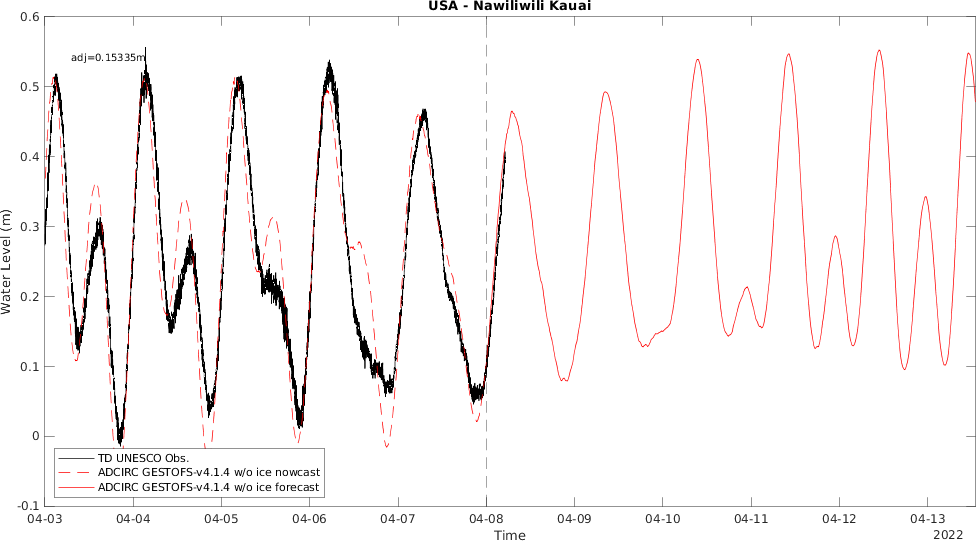 USA - Nawiliwili Kauai
0.6
adj=0.15335m
0.5
0.4
0.3
0.2
0.1
0
-0.1
Water Level (m)
TD UNESCO Obs.
ADCIRC GESTOFS-v4.1.4 w/o ice nowcast
ADCIRC GESTOFS-v4.1.4 w/o ice forecast
04-03 04-04 04-05 04-06 04-07 04-08 04-09 04-10 04-11 04-12 04-13
Time
2022